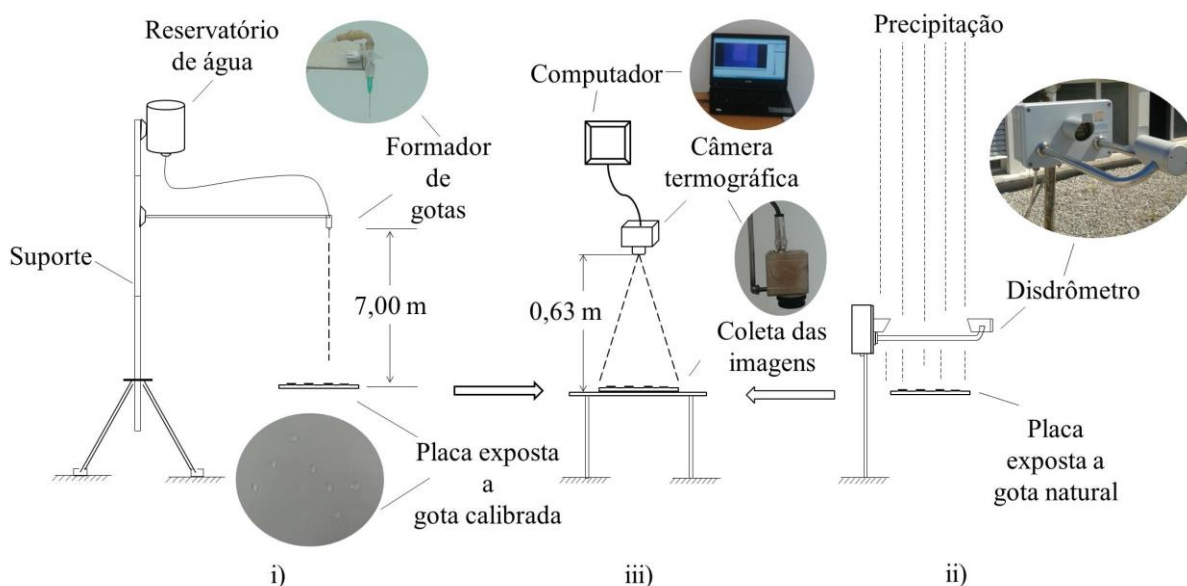 Reservatório
de água
Formador
de
gotas
Suporte
7,00 m
Placa exposta
a
gota calibrada
i)
Computador
Câmera
termográfica
0,63 m
Coleta das
imagens
iii)
Precipitação
Disdrômetro
Placa
exposta a
gota natural
ii)